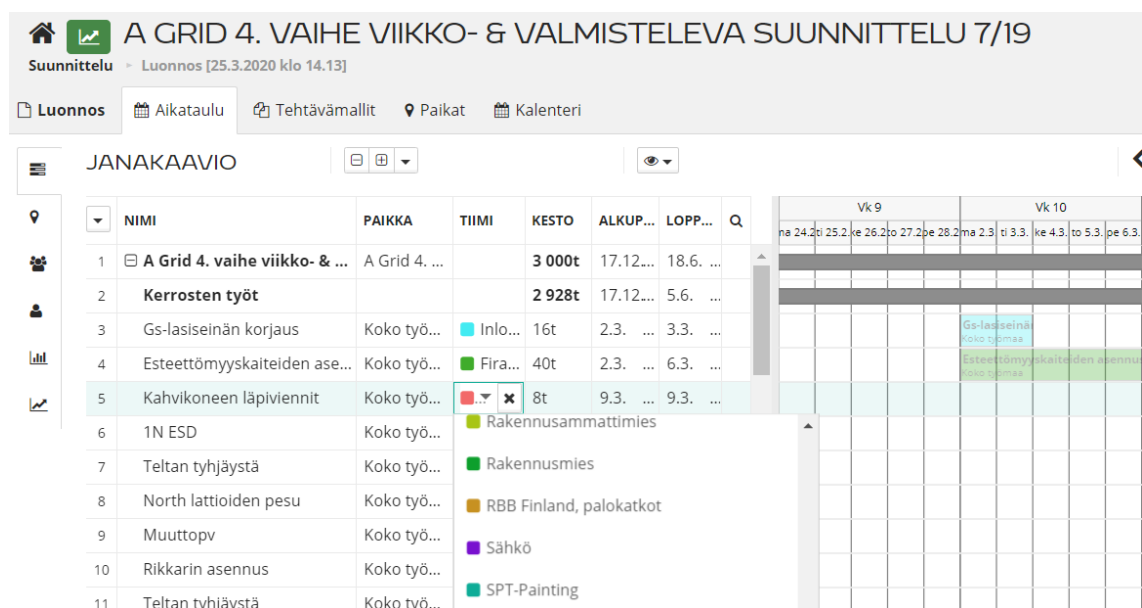 A GRID 4. VAIHE VIIKKO- & VALMISTELEVA SUUNNITTELU 7/19
Suunnittelu ▸ Luonnos [25.3.2020 klo 14.13]
Luonnos Aikataulu Tehtävämallit Paikat Kalenteri
JANAKAAVIO
Vk 9 Vk 10
NIMI PAIKKA TIIMI KESTO ALKUP... LOPP...
ma 24.2 ti 25.2. ke 26.2 to 27.2 pe 28.2 ma 2.3. ti 3.3. ke 4.3. to 5.3. pe 6.3.
1 A Grid 4. vaihe viikko- & ... A Grid 4. ... 3 000t 17.12.... 18.6. ...
2 Kerrosten työt 2 928t 17.12.... 5.6. ...
3 Gs-lasiseinän korjaus Koko työ... Inlo... 16t 2.3. ... 3.3. ... Gs-lasiseinä
Koko työmaa
4 Esteettömyyskaiteiden ase... Koko työ... Fira... 40t 2.3. ... 6.3. ... Esteettömyyskaiteiden asennus
Koko työmaa
5 Kahvikoneen läpiviennit Koko työ... ... 8t 9.3. ... 9.3. ...
Rakennusammattimies
6 1N ESD Koko työ...
7 Teltan tyhjäystä Koko työ... Rakennusmies
8 North lattioiden pesu Koko työ... RBB Finland, palokatkot
9 Muuttopv Koko työ... Sähkö
10 Rikkarin asennus Koko työ...
SPT-Painting
11 Teltan tyhjäystä Koko työ...